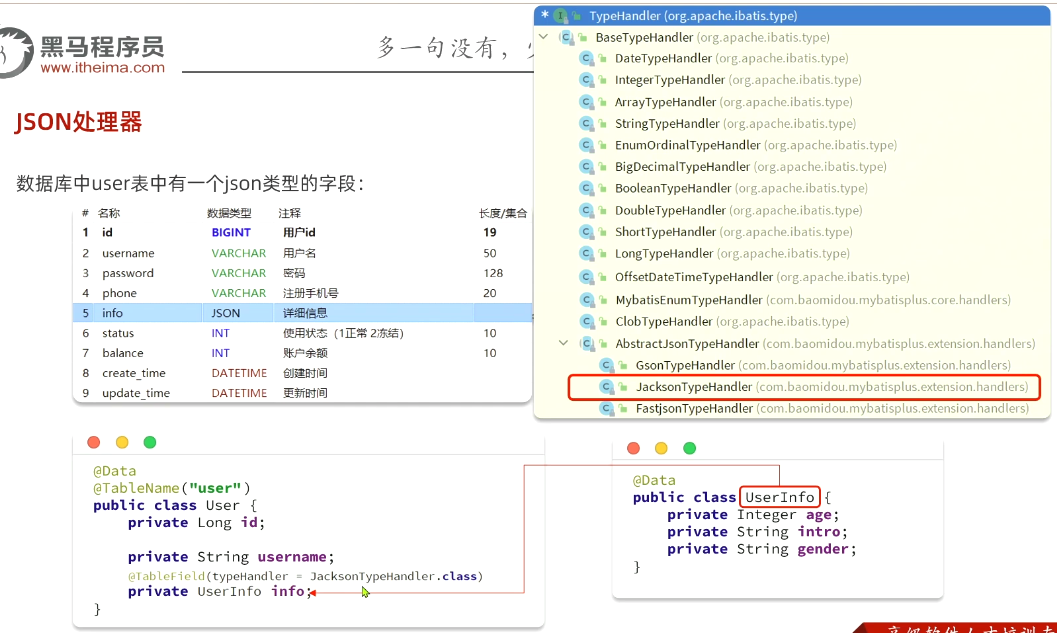 黑马程序员
www.itheima.com
多一句没有，
JSON处理器
数据库中user表中有一个json类型的字段：
# 名称 数据类型 注释 长度/集合
1 id BIGINT 用户id 19
2 username VARCHAR 用户名 50
3 password VARCHAR 密码 128
4 phone VARCHAR 注册手机号 20
5 info JSON 详细信息
6 status INT 使用状态（1正常 2冻结） 10
7 balance INT 账户余额 10
8 create_time DATETIME 创建时间
9 update_time DATETIME 更新时间
* I TypeHandler (org.apache.ibatis.type)
C BaseTypeHandler (org.apache.ibatis.type)
C DateTypeHandler (org.apache.ibatis.type)
C IntegerTypeHandler (org.apache.ibatis.type)
C ArrayTypeHandler (org.apache.ibatis.type)
C StringTypeHandler (org.apache.ibatis.type)
C EnumOrdinalTypeHandler (org.apache.ibatis.type)
C BigDecimalTypeHandler (org.apache.ibatis.type)
C BooleanTypeHandler (org.apache.ibatis.type)
C DoubleTypeHandler (org.apache.ibatis.type)
C ShortTypeHandler (org.apache.ibatis.type)
C LongTypeHandler (org.apache.ibatis.type)
C OffsetDateTimeTypeHandler (org.apache.ibatis.type)
C MybatisEnumTypeHandler (com.baomidou.mybatisplus.core.handlers)
C ClobTypeHandler (org.apache.ibatis.type)
C AbstractJsonTypeHandler (com.baomidou.mybatisplus.extension.handlers)
C GsonTypeHandler (com.baomidou.mybatisplus.extension.handlers)
C JacksonTypeHandler (com.baomidou.mybatisplus.extension.handlers)
C FastjsonTypeHandler (com.baomidou.mybatisplus.extension.handlers)
@Data
@TableName("user")
public class User {
private Long id;
private String username;
@TableField(typeHandler = JacksonTypeHandler.class)
private UserInfo info;
}
@Data
public class UserInfo {
private Integer age;
private String intro;
private String gender;
}